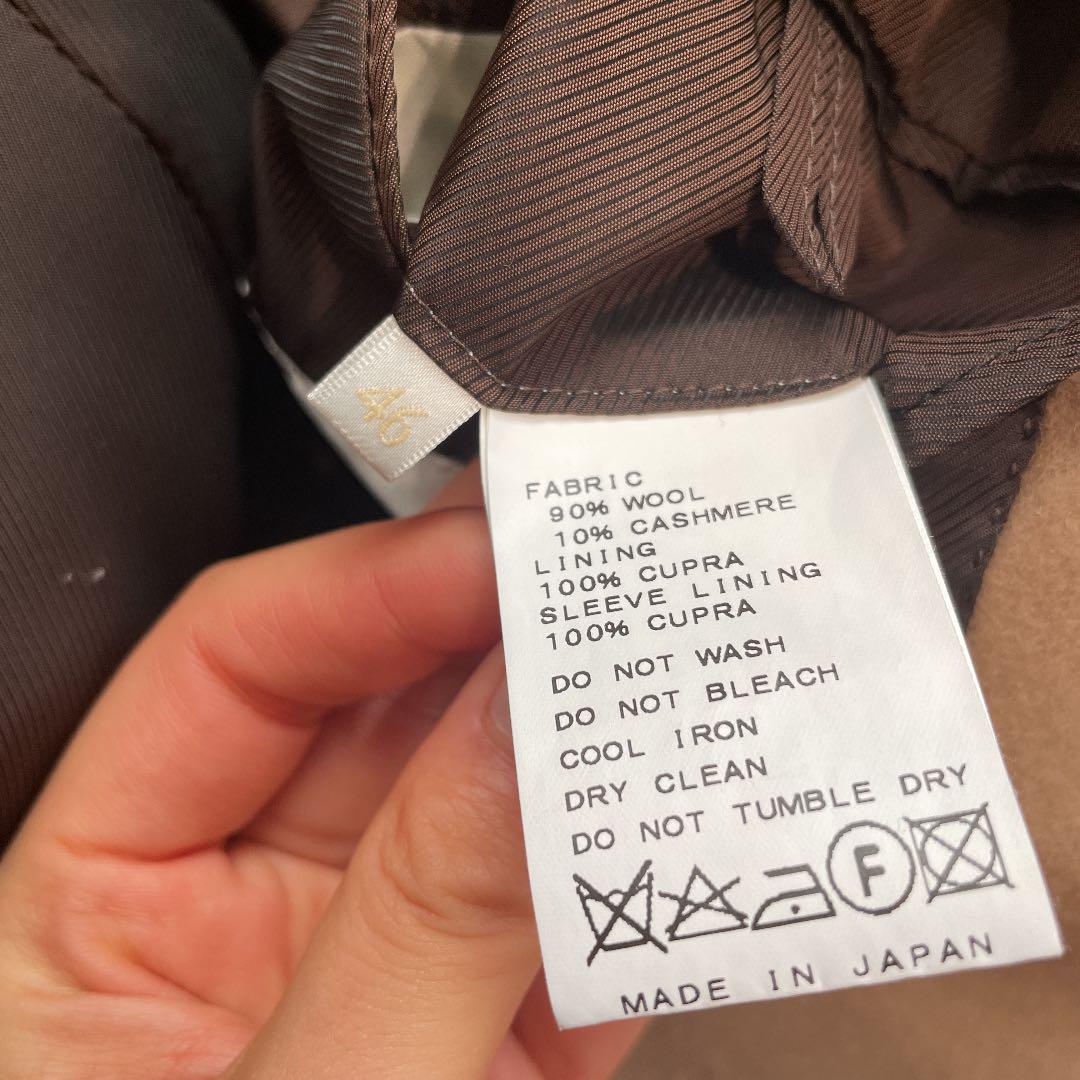 46
FABRIC
90% WOOL
10% CASHMERE
LINING
100% CUPRA
SLEEVE LINING
100% CUPRA
DO NOT WASH
DO NOT BLEACH
COOL IRON
DRY CLEAN
DO NOT TUMBLE DRY
F
MADE IN JAPAN